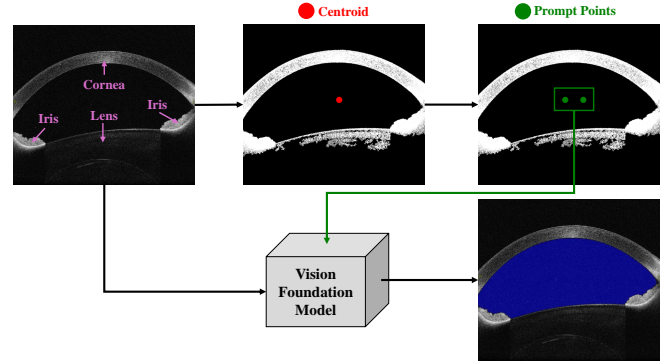 Centroid
Prompt Points
Cornea
Iris
Lens
Iris
Vision
Foundation
Model